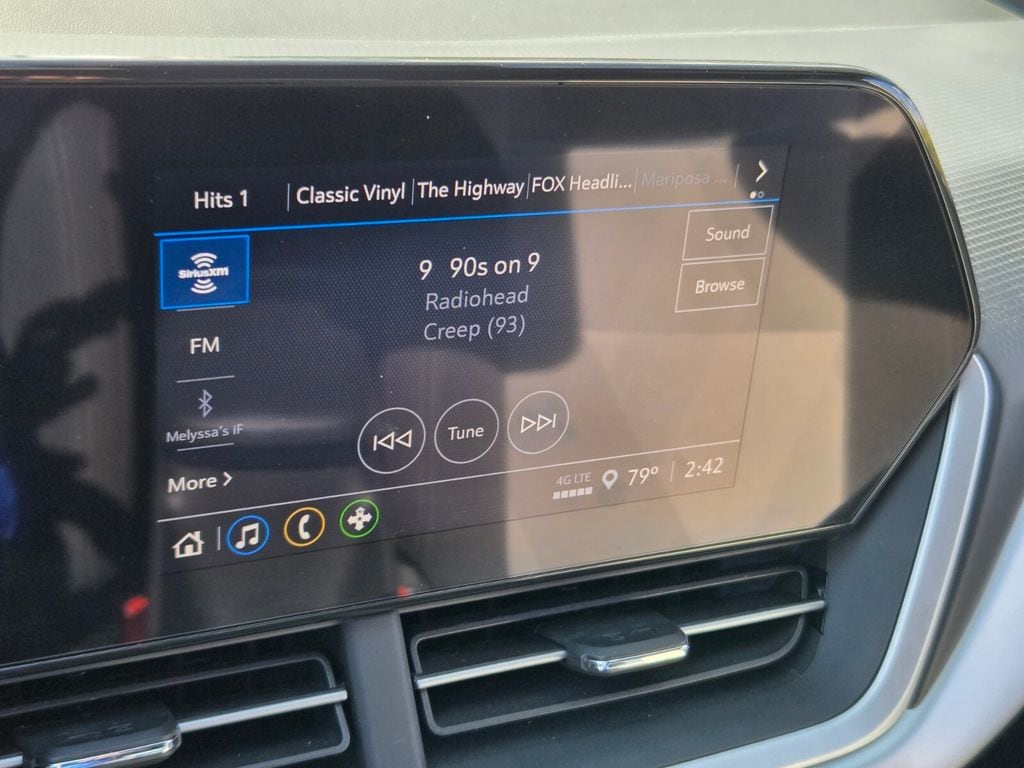 Hits 1 Classic Vinyl The Highway FOX Headli... Mariposa ...
SiriusXM
9 90s on 9
Radiohead
Creep (93)
Sound
Browse
FM
Melyssa's iF
More
Tune
4G LTE 79° 2:42